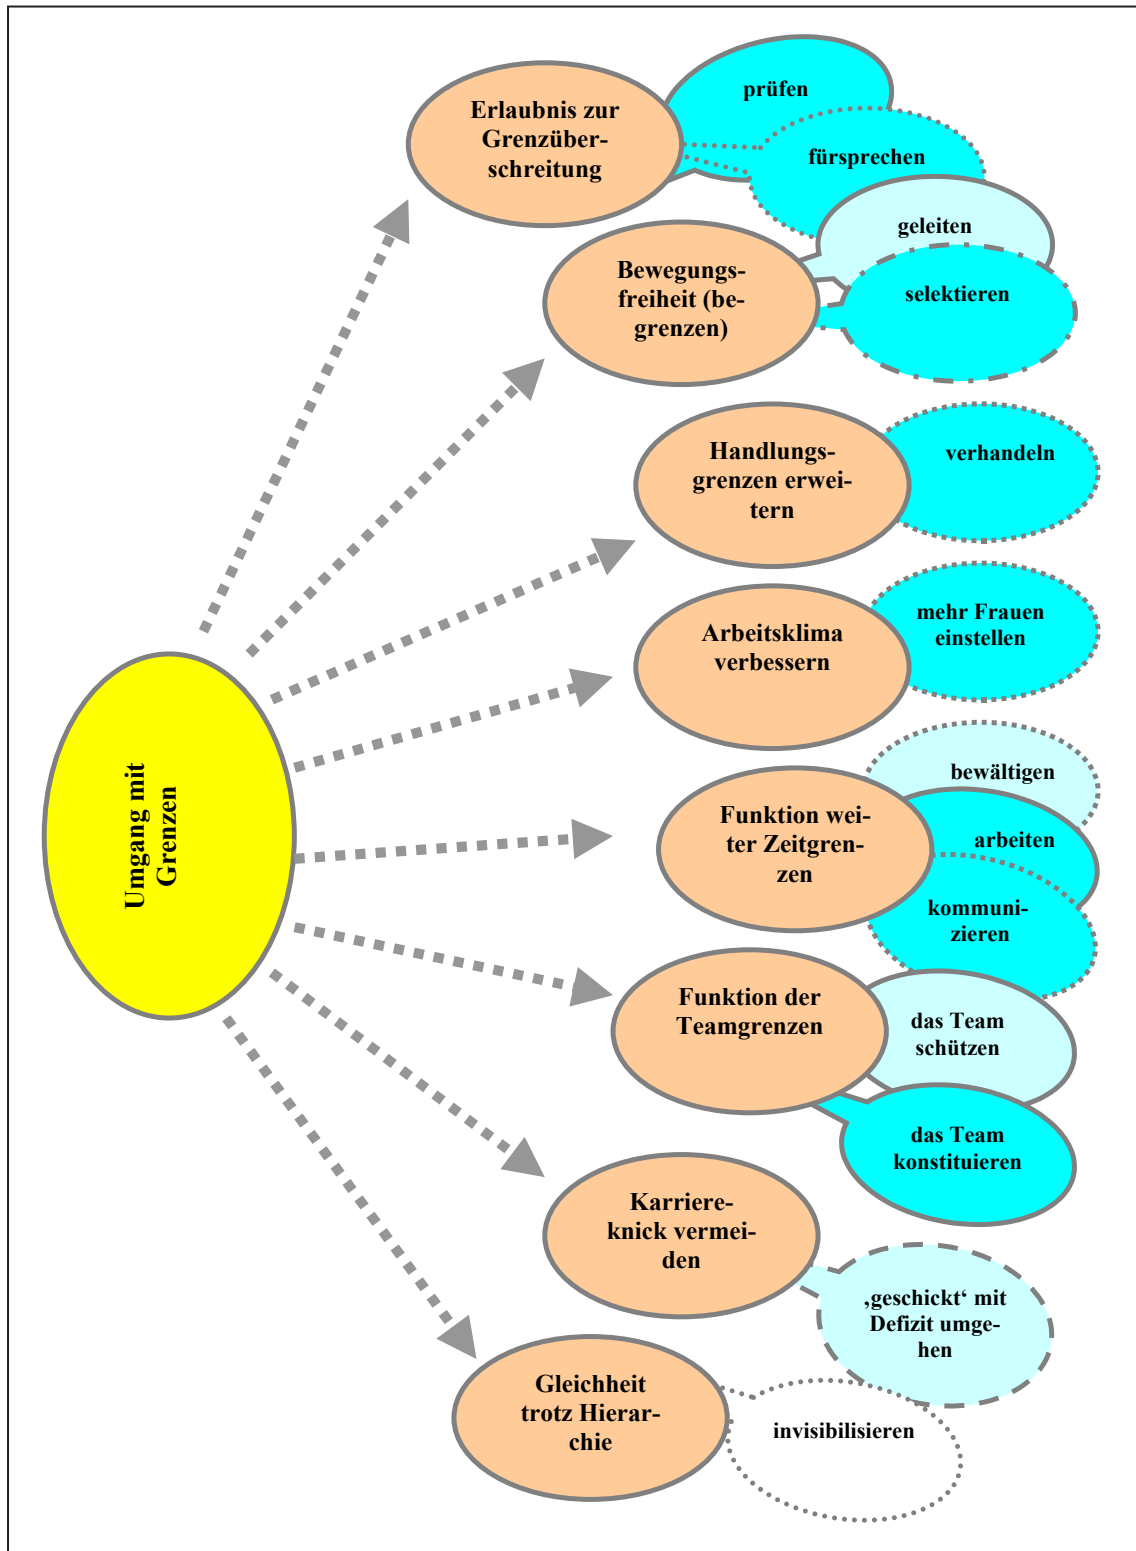 Erlaubnis zur
Grenzüber-
schreitung
prüfen
fürsprechen
Bewegungs-
freiheit (be-
grenzen)
geleiten
selektieren
Handlungs-
grenzen erwei-
tern
verhandeln
Arbeitsklima
verbessern
mehr Frauen
einstellen
Umgang mit
Grenzen
Funktion wei-
ter Zeitgren-
zen
bewältigen
arbeiten
kommuni-
zieren
Funktion der
Teamgrenzen
das Team
schützen
das Team
konstituieren
Karriere-
knick vermei-
den
‚geschickt‘ mit
Defizit umge-
hen
Gleichheit
trotz Hierar-
chie
invisibilisieren